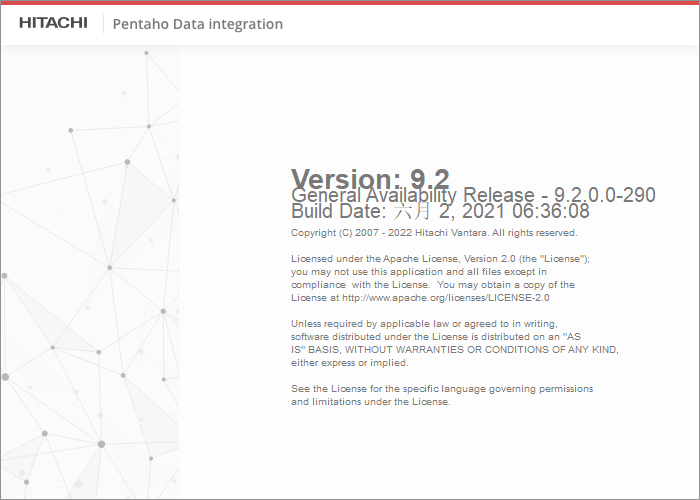 HITACHI Pentaho Data integration
Version: 9.2
General Availability Release - 9.2.0.0-290
Build Date: 六月 2, 2021 06:36:08
Copyright (C) 2007 - 2022 Hitachi Vantara. All rights reserved.
Licensed under the Apache License, Version 2.0 (the "License");
you may not use this application and all files except in
compliance  with the License.  You may obtain a copy of the
License at http://www.apache.org/licenses/LICENSE-2.0
Unless required by applicable law or agreed to in writing,
software distributed under the License is distributed on an "AS
IS" BASIS, WITHOUT WARRANTIES OR CONDITIONS OF ANY KIND,
either express or implied.
See the License for the specific language governing permissions
and limitations under the License.